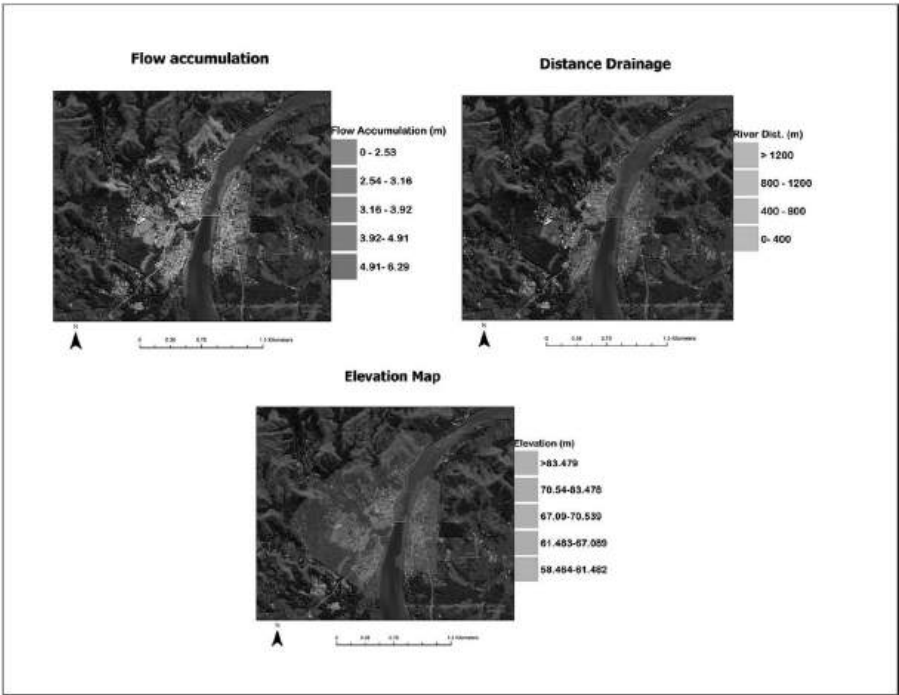 Flow accumulation
Flow Accumulation (m)
0 - 2.53
2.54 - 3.16
3.16 - 3.92
3.92- 4.91
4.91- 6.29
N
Distance Drainage
River Dist. (m)
> 1200
800 - 1200
400 - 800
0- 400
N
Elevation Map
Elevation (m)
>83.479
70.54-83.478
67.09-70.539
61.483-67.089
58.464-61.482
N